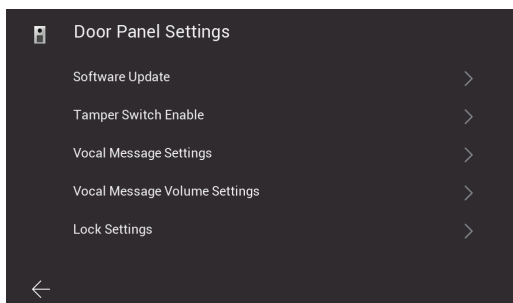 Door Panel Settings
Software Update
Tamper Switch Enable
Vocal Message Settings
Vocal Message Volume Settings
Lock Settings